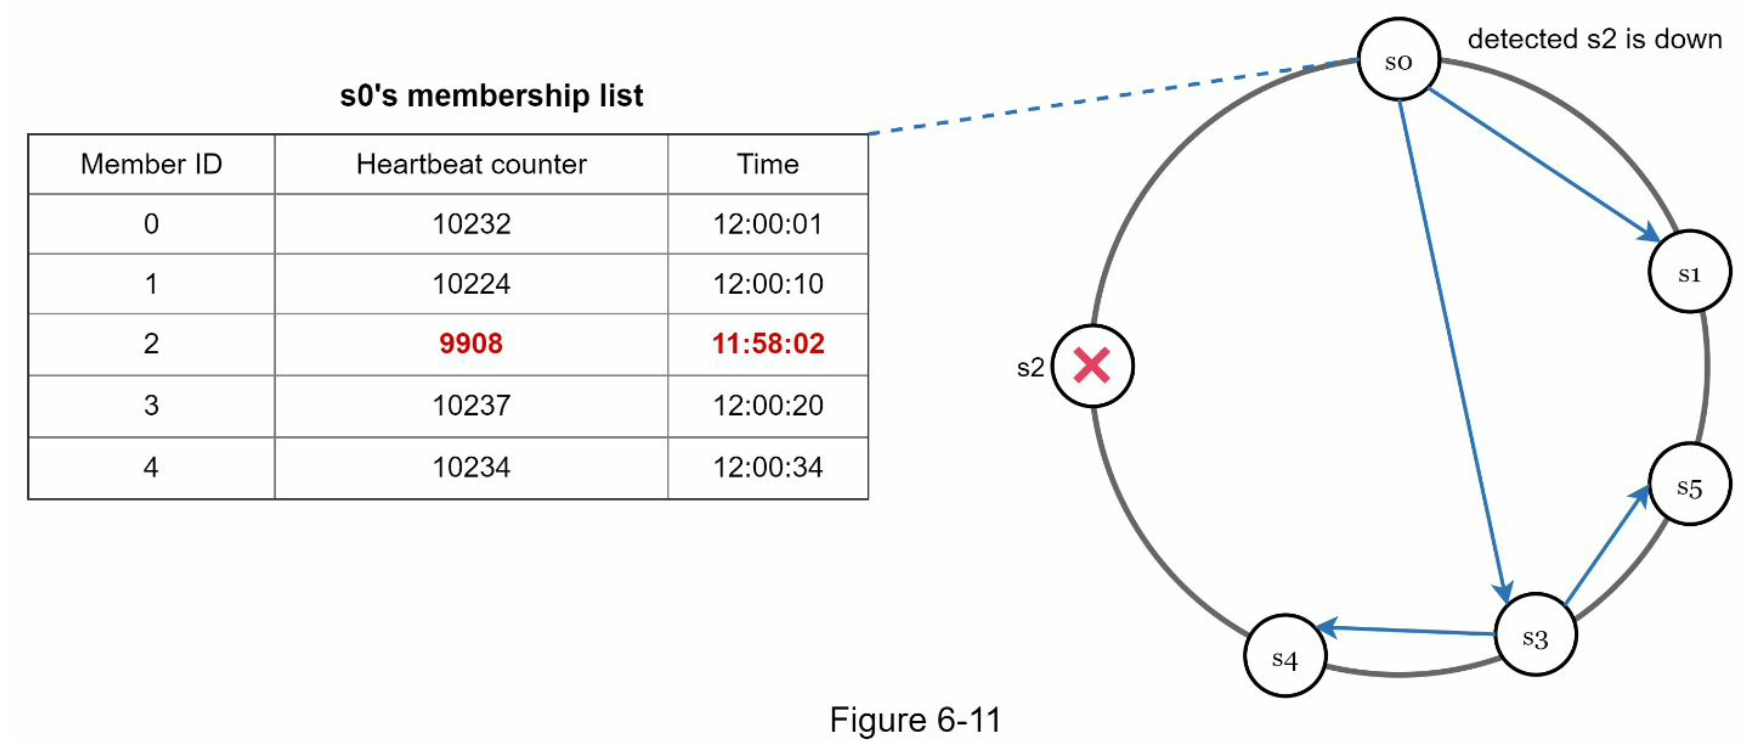 detected s2 is down
s0's membership list
Member ID Heartbeat counter Time
0 10232 12:00:01
1 10224 12:00:10
2 9908 11:58:02
3 10237 12:00:20
4 10234 12:00:34
s0
s1
s2
s5
s3
s4
Figure 6-11